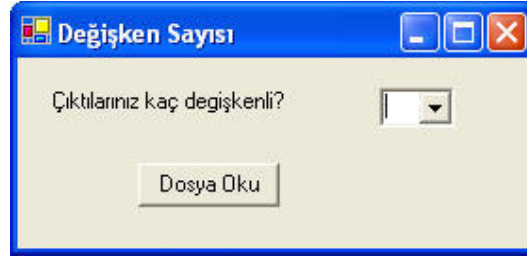 Değişken Sayısı
Çıktılarınız kaç degişkenli?
Dosya Oku